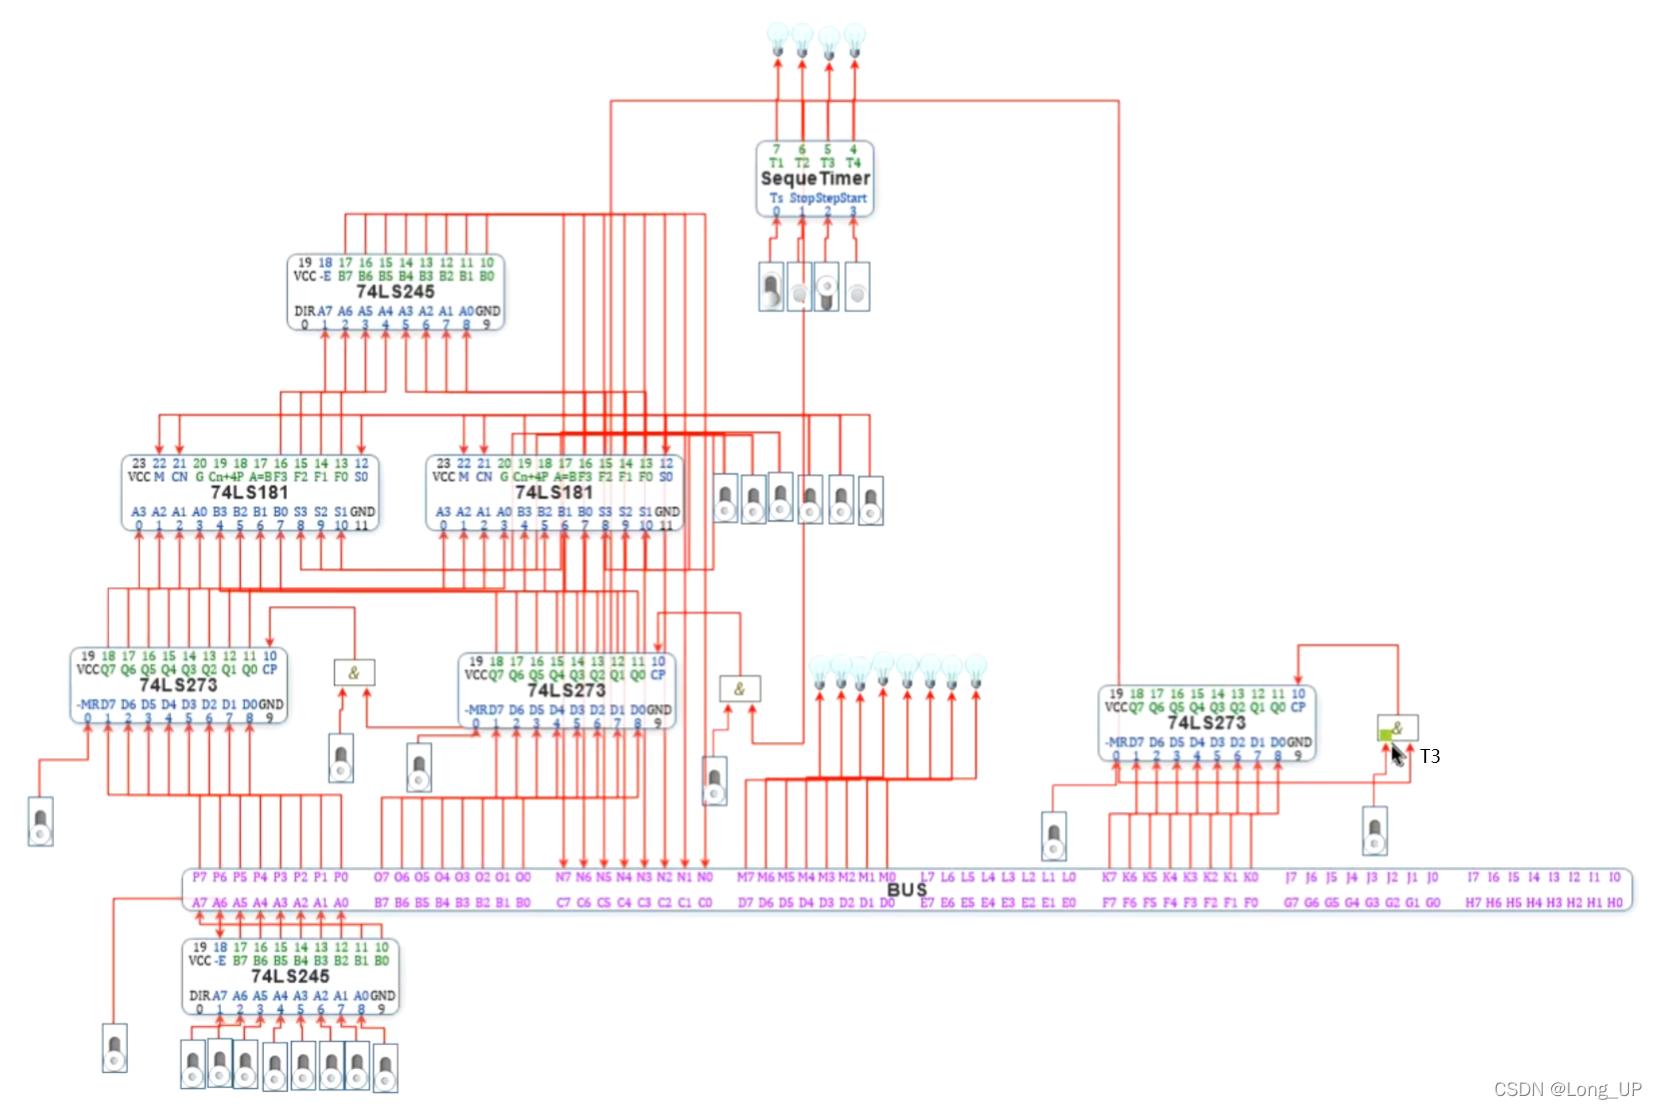 7 6 5 4
T1 T2 T3 T4
SequeTimer
Ts Stop Step Start
0 1 2 3
19 18 17 16 15 14 13 12 11 10
VCC -E B7 B6 B5 B4 B3 B2 B1 B0
74LS245
DIR A7 A6 A5 A4 A3 A2 A1 A0 GND
0 1 2 3 4 5 6 7 8 9
23 22 21 20 19 18 17 16 15 14 13 12
VCC M CN G Cn+4 P A=B F3 F2 F1 F0 S0
74LS181
A3 A2 A1 A0 B3 B2 B1 B0 S3 S2 S1 GND
0 1 2 3 4 5 6 7 8 9 10 11
23 22 21 20 19 18 17 16 15 14 13 12
VCC M CN G Cn+4 P A=B F3 F2 F1 F0 S0
74LS181
A3 A2 A1 A0 B3 B2 B1 B0 S3 S2 S1 GND
0 1 2 3 4 5 6 7 8 9 10 11
19 18 17 16 15 14 13 12 11 10
VCC Q7 Q6 Q5 Q4 Q3 Q2 Q1 Q0 CP
74LS273
-MR D7 D6 D5 D4 D3 D2 D1 D0 GND
0 1 2 3 4 5 6 7 8 9
&
19 18 17 16 15 14 13 12 11 10
VCC Q7 Q6 Q5 Q4 Q3 Q2 Q1 Q0 CP
74LS273
-MR D7 D6 D5 D4 D3 D2 D1 D0 GND
0 1 2 3 4 5 6 7 8 9
&
19 18 17 16 15 14 13 12 11 10
VCC Q7 Q6 Q5 Q4 Q3 Q2 Q1 Q0 CP
74LS273
-MR D7 D6 D5 D4 D3 D2 D1 D0 GND
0 1 2 3 4 5 6 7 8 9
&
T3
P7 P6 P5 P4 P3 P2 P1 P0 O7 O6 O5 O4 O3 O2 O1 O0 N7 N6 N5 N4 N3 N2 N1 N0 M7 M6 M5 M4 M3 M2 M1 M0 L7 L6 L5 L4 L3 L2 L1 L0 K7 K6 K5 K4 K3 K2 K1 K0 J7 J6 J5 J4 J3 J2 J1 J0 I7 I6 I5 I4 I3 I2 I1 I0
BUS
A7 A6 A5 A4 A3 A2 A1 A0 B7 B6 B5 B4 B3 B2 B1 B0 C7 C6 C5 C4 C3 C2 C1 C0 D7 D6 D5 D4 D3 D2 D1 D0 E7 E6 E5 E4 E3 E2 E1 E0 F7 F6 F5 F4 F3 F2 F1 F0 G7 G6 G5 G4 G3 G2 G1 G0 H7 H6 H5 H4 H3 H2 H1 H0
19 18 17 16 15 14 13 12 11 10
VCC -E B7 B6 B5 B4 B3 B2 B1 B0
74LS245
DIR A7 A6 A5 A4 A3 A2 A1 A0 GND
0 1 2 3 4 5 6 7 8 9
CSDN @Long_UP